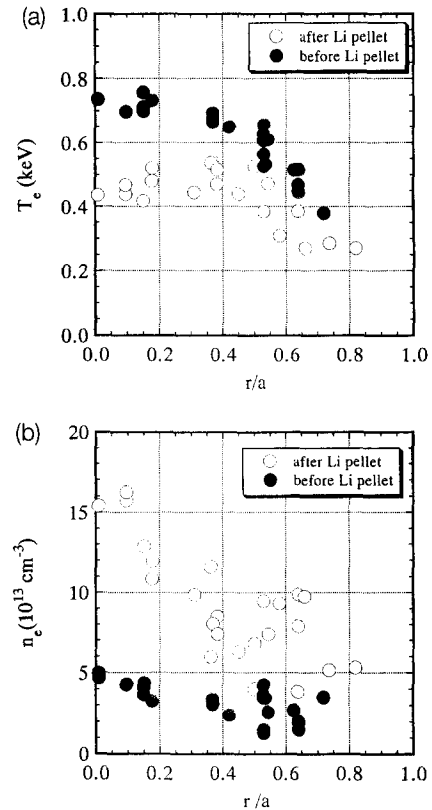 (a)
after Li pellet
before Li pellet
1.0
0.8
0.6
0.4
0.2
0.0
T_e (keV)
0.0 0.2 0.4 0.6 0.8 1.0
r/a
(b)
after Li pellet
before Li pellet
20
15
10
5
0
n_e(10^13 cm^-3)
0.0 0.2 0.4 0.6 0.8 1.0
r/a